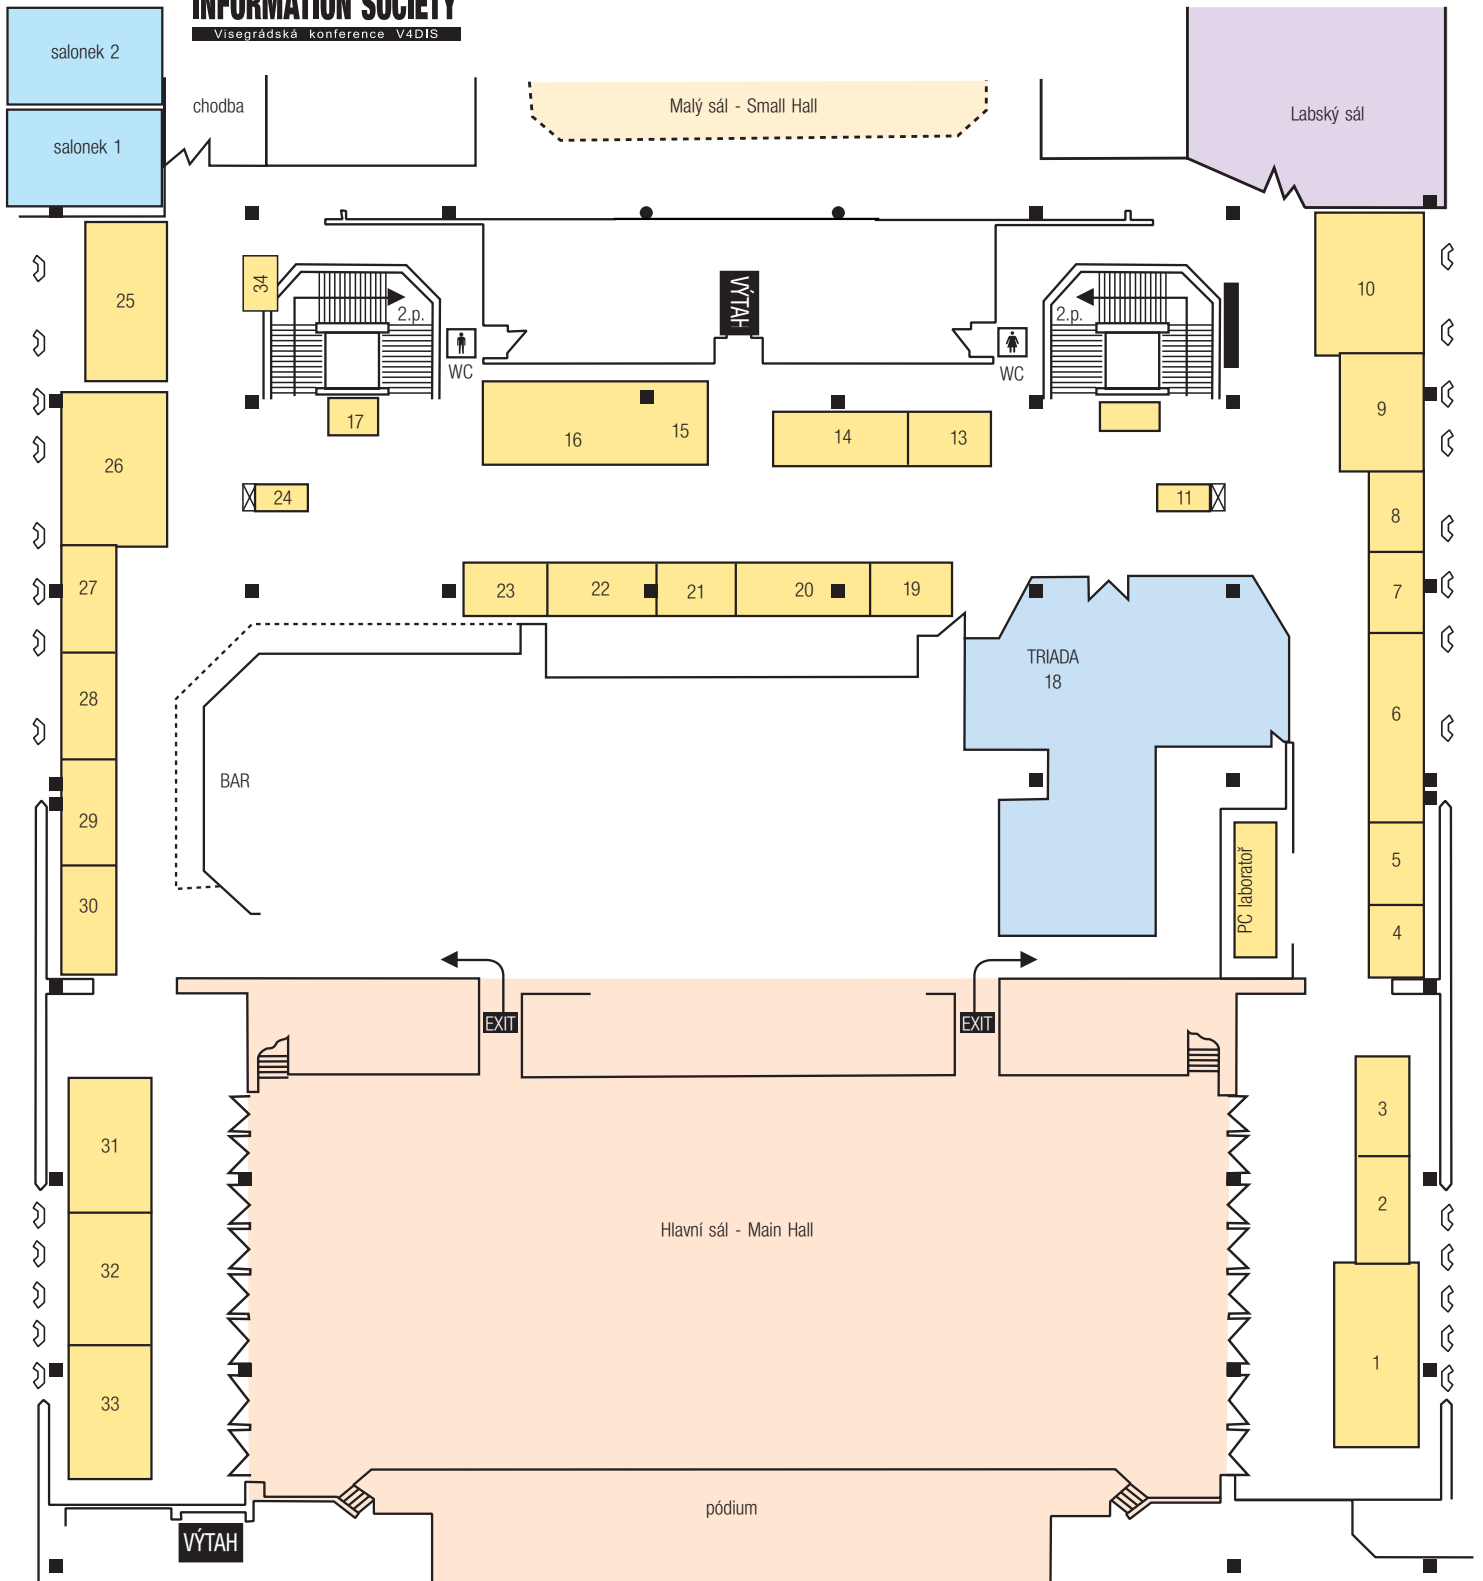 INFORMATION SOCIETY
Visegrádská konference V4DIS
salonek 2
chodba
Malý sál - Small Hall
Labský sál
salonek 1
25
34
2.p.
WC
VÝTAH
2.p.
WC
10
17
16
15
14
13
9
26
24
11
8
27
23
22
21
20
19
7
28
TRIADA
18
6
BAR
29
5
PC laboratoř
30
4
EXIT
EXIT
31
3
2
Hlavní sál - Main Hall
32
1
33
pódium
VÝTAH